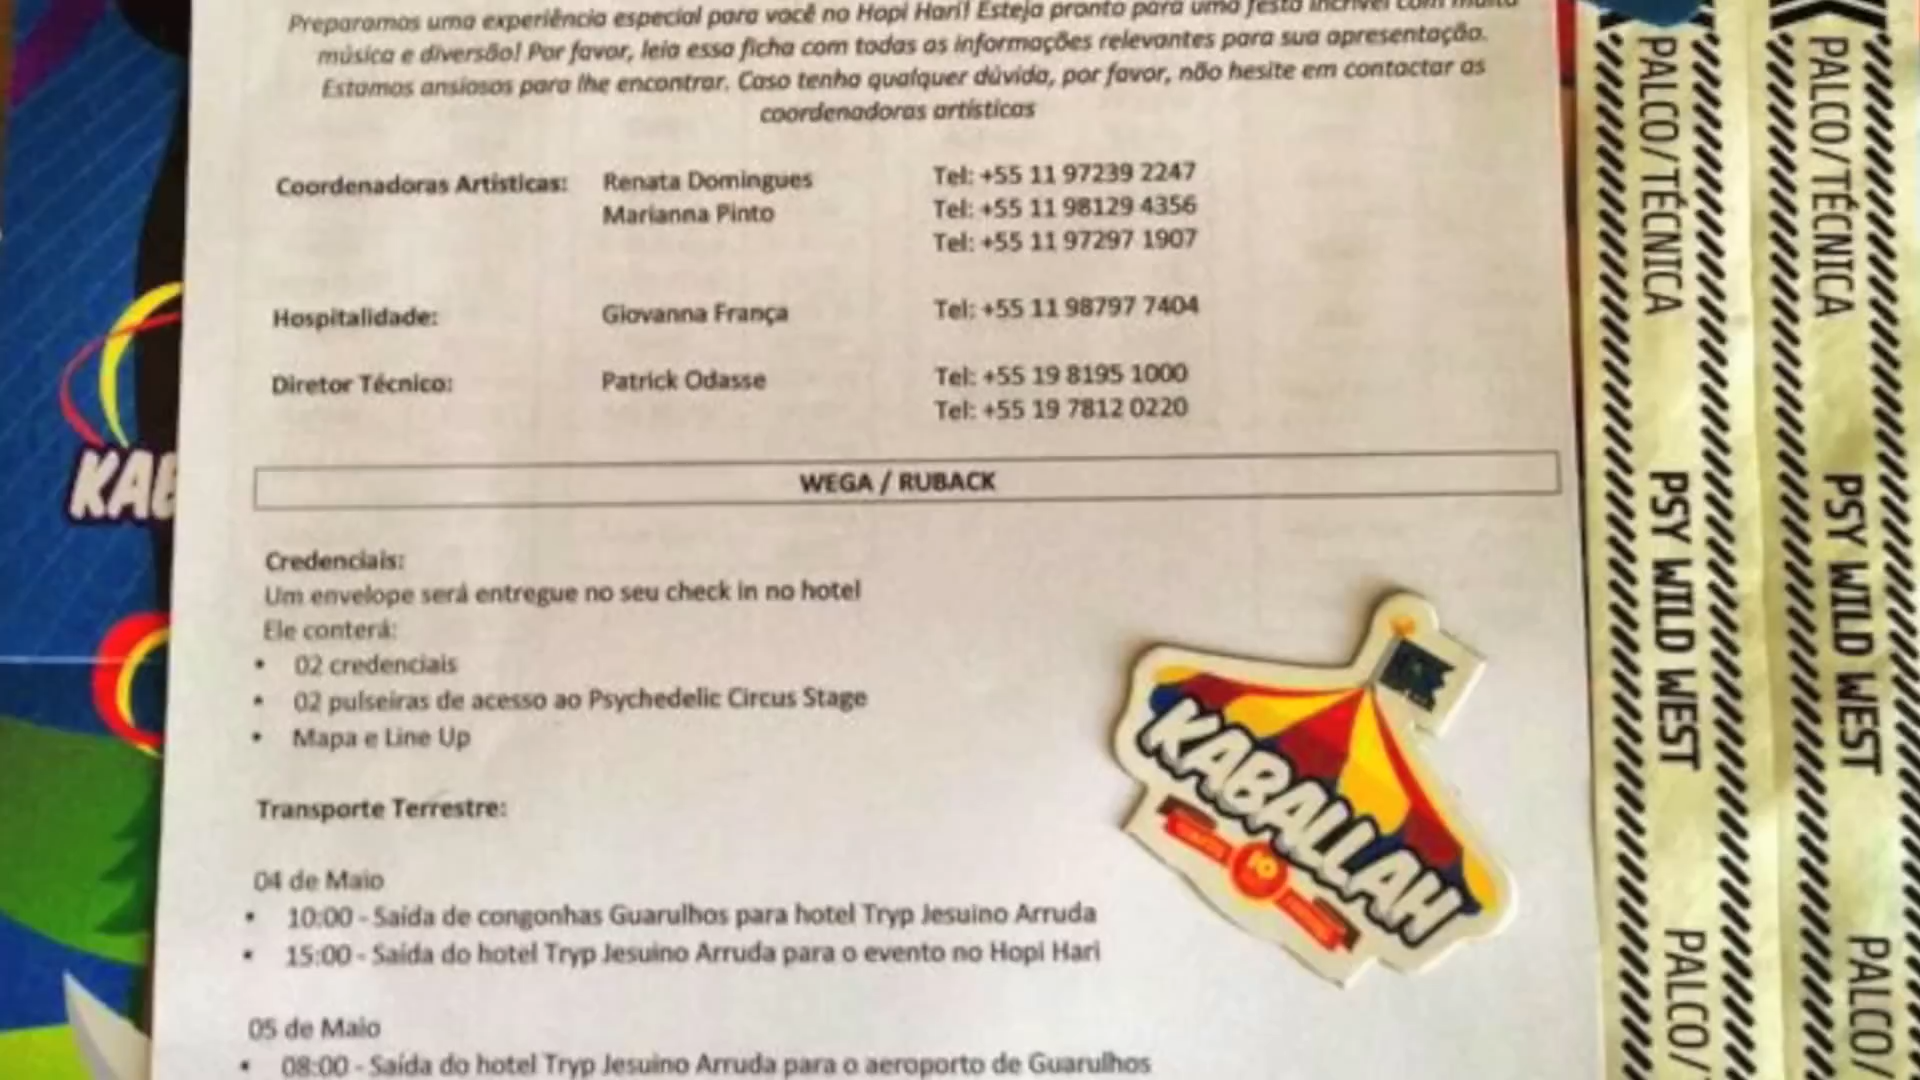 Preparamos uma experiência especial para você no Hopi Hari! Esteja pronto para uma festa incrível com muita
música e diversão! Por favor, leia essa ficha com todas as informações relevantes para sua apresentação.
Estamos ansiosos para lhe encontrar. Caso tenha qualquer dúvida, por favor, não hesite em contactar as
coordenadoras artísticas
Coordenadoras Artísticas: Renata Domingues Tel: +55 11 97239 2247
Marianna Pinto Tel: +55 11 98129 4356
Tel: +55 11 97297 1907
Hospitalidade: Giovanna França Tel: +55 11 98797 7404
Diretor Técnico: Patrick Odasse Tel: +55 19 8195 1000
Tel: +55 19 7812 0220
WEGA / RUBACK
Credenciais:
Um envelope será entregue no seu check in no hotel
Ele conterá:
• 02 credenciais
• 02 pulseiras de acesso ao Psychedelic Circus Stage
• Mapa e Line Up
Transporte Terrestre:
04 de Maio
• 10:00 - Saída de congonhas Guarulhos para hotel Tryp Jesuino Arruda
• 15:00 - Saída do hotel Tryp Jesuino Arruda para o evento no Hopi Hari
05 de Maio
• 08:00 - Saída do hotel Tryp Jesuino Arruda para o aeroporto de Guarulhos
KABALLAH
10
KAB
PALCO/TÉCNICA PSY WILD WEST PALCO/
PALCO/TÉCNICA PSY WILD WEST PALCO/